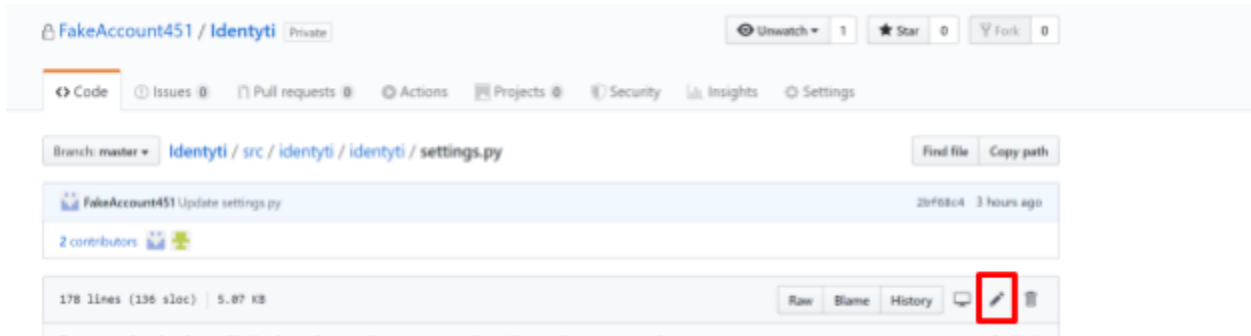 FakeAccount451 / Identyti Private Unwatch 1 Star 0 Fork 0
Code Issues 0 Pull requests 0 Actions Projects 0 Security Insights Settings
Branch: master Identyti / src / identyti / identyti / settings.py Find file Copy path
FakeAccount451 Update settings.py 2bf68c4 3 hours ago
2 contributors
178 lines (136 sloc) 5.07 KB Raw Blame History